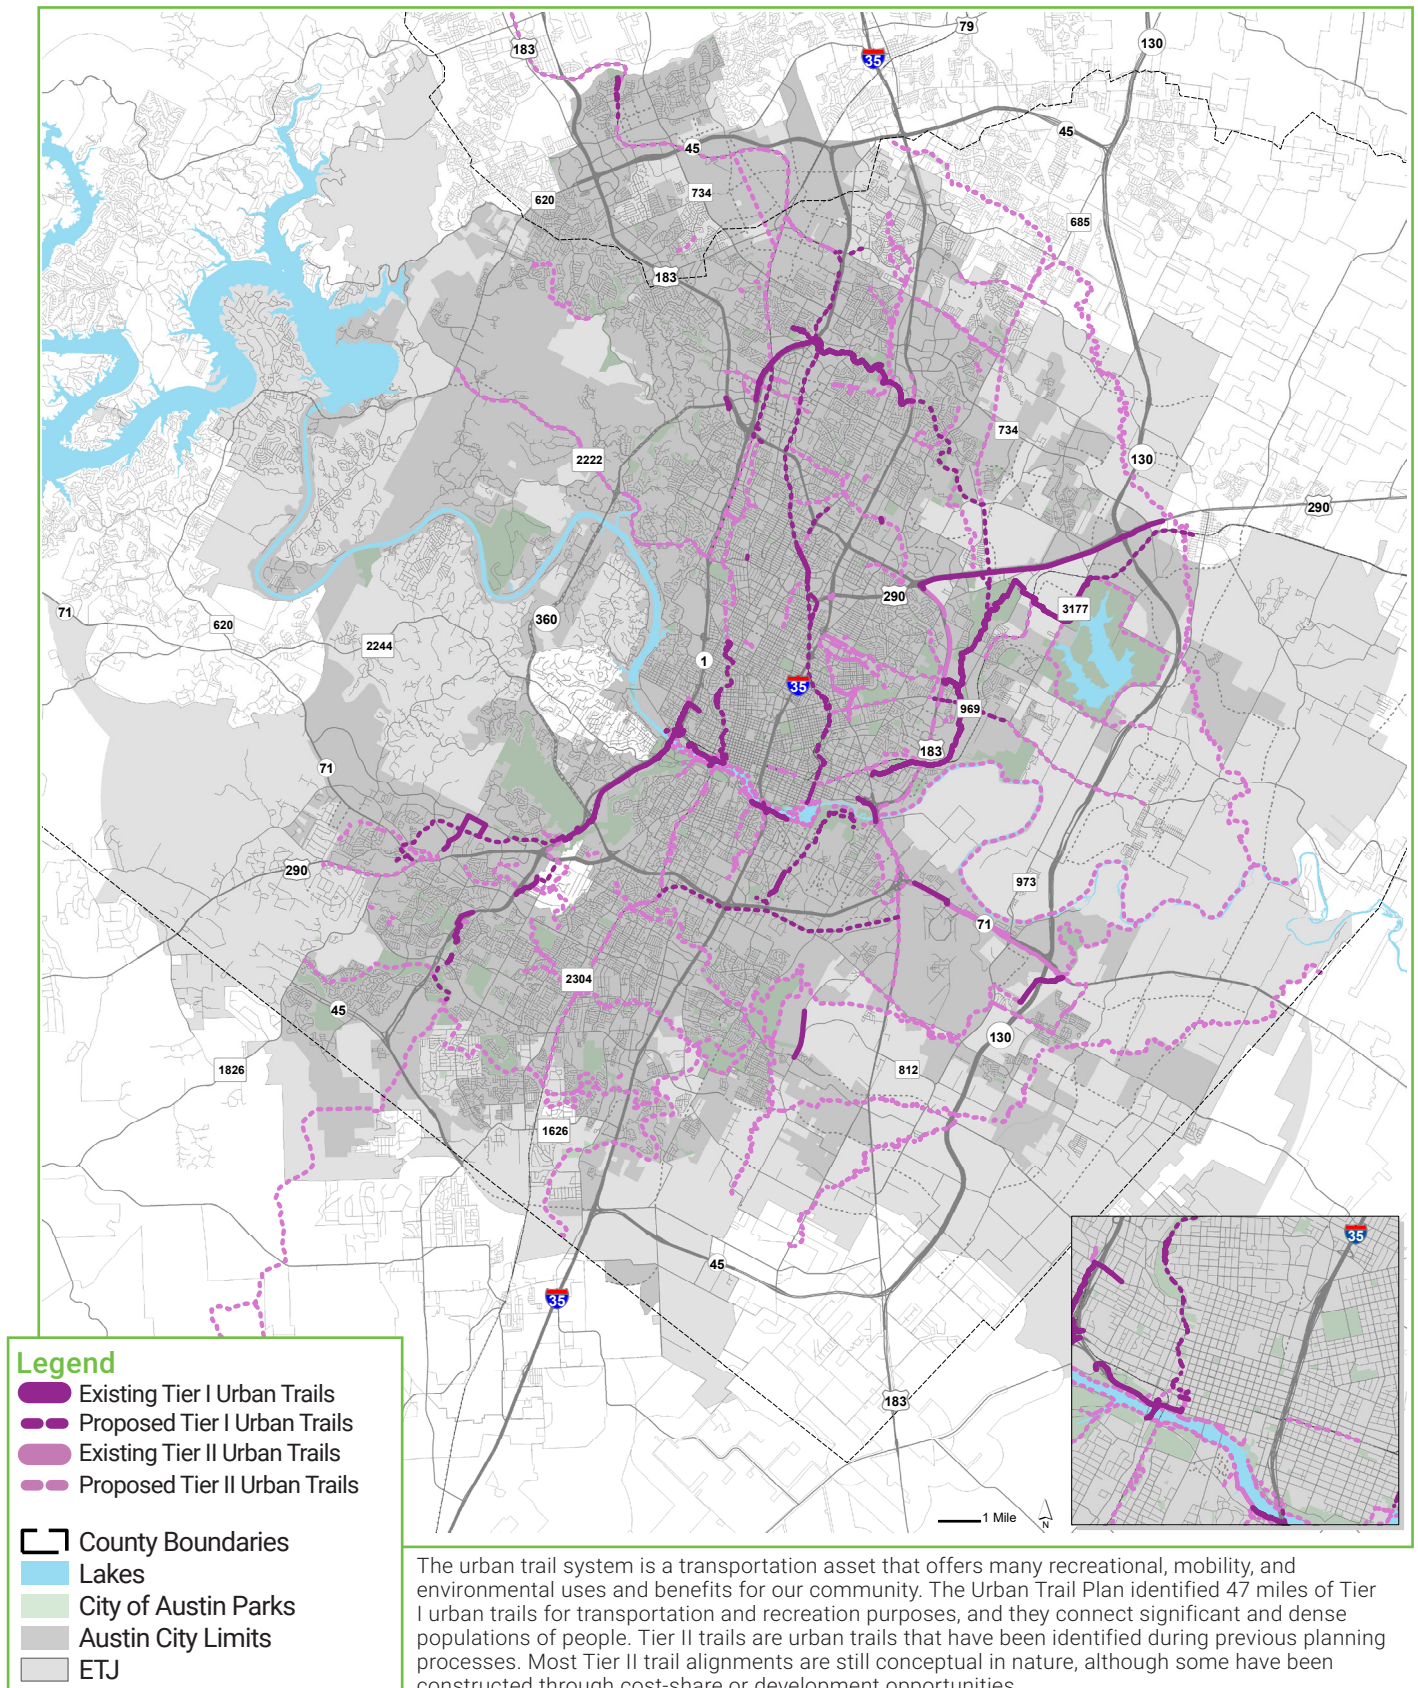 183
79
35
130
45
45
734
620
685
183
734
2222
130
290
290
3177
71
620
360
2244
1
35
969
183
71
290
973
71
2304
45
130
1826
812
1626
45
35
35
183
1 Mile
N
Legend
Existing Tier I Urban Trails
Proposed Tier I Urban Trails
Existing Tier II Urban Trails
Proposed Tier II Urban Trails
County Boundaries
Lakes
City of Austin Parks
Austin City Limits
ETJ
The urban trail system is a transportation asset that offers many recreational, mobility, and
environmental uses and benefits for our community. The Urban Trail Plan identified 47 miles of Tier
I urban trails for transportation and recreation purposes, and they connect significant and dense
populations of people. Tier II trails are urban trails that have been identified during previous planning
processes. Most Tier II trail alignments are still conceptual in nature, although some have been
constructed through cost-share or development opportunities.